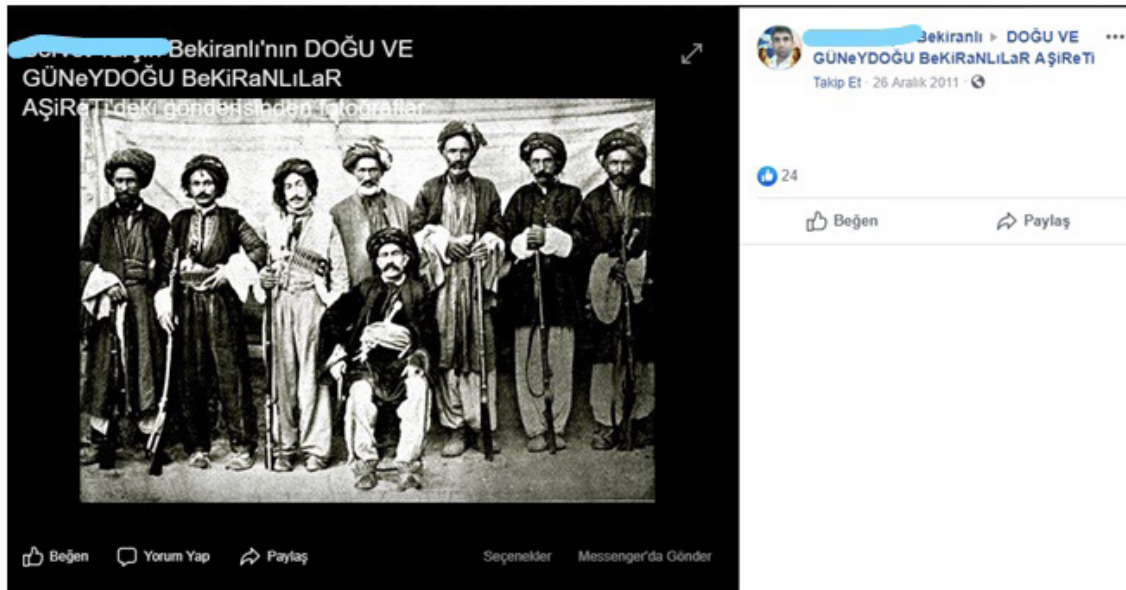 Bekiranlı'nın DOĞU VE
GÜNeYDOĞU BeKiRaNLıLaR
AŞiReTi'deki gönderisinden fotoğraflar
Beğen Yorum Yap Paylaş Seçenekler Messenger'da Gönder
Bekiranlı ▸ DOĞU VE
GÜNeYDOĞU BeKiRaNLıLaR AŞiReTi
Takip Et · 26 Aralık 2011 ·
24
Beğen Paylaş